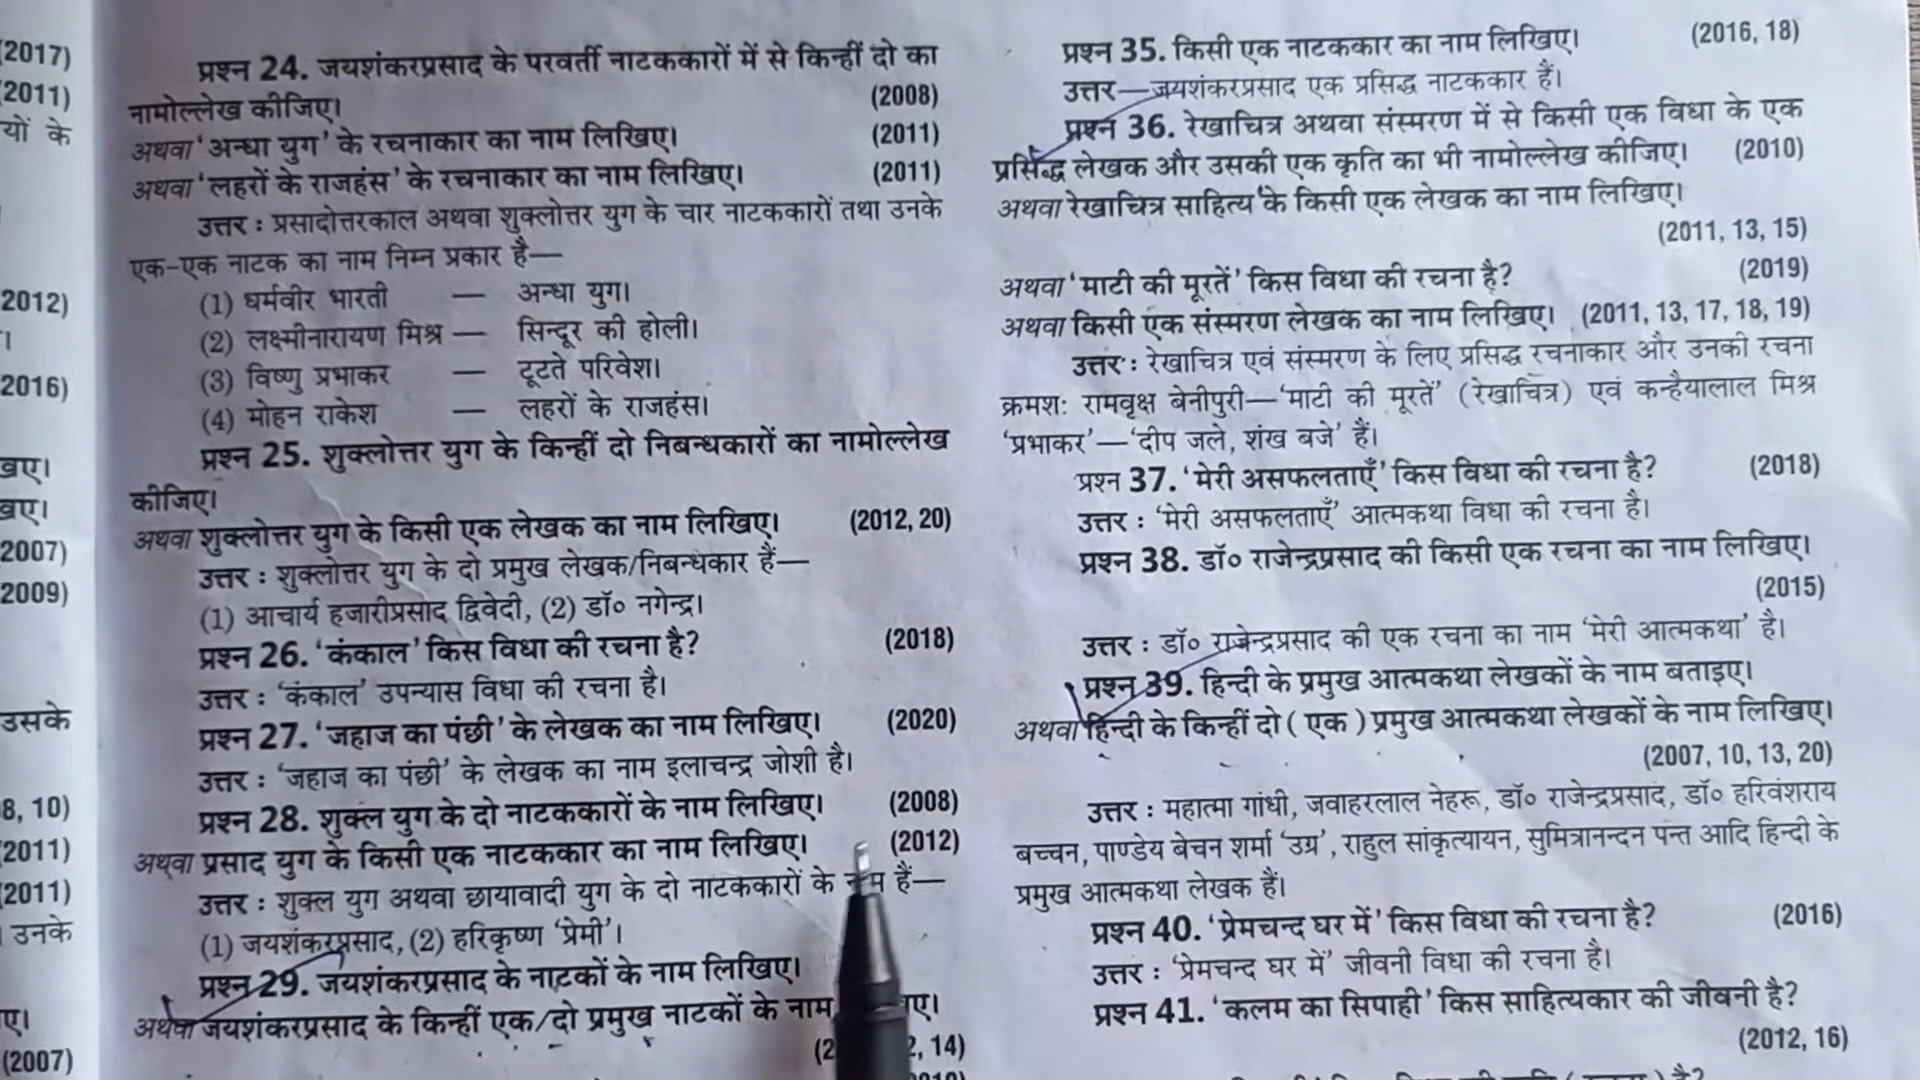 2017)
2011)
यों के
2012)
2016)
खए।
2007)
2009)
उसके
8, 10)
2011)
2011)
उनके
ए।
(2007)
प्रश्न 24. जयशंकरप्रसाद के परवर्ती नाटककारों में से किन्हीं दो का
नामोल्लेख कीजिए। (2008)
अथवा 'अन्धा युग' के रचनाकार का नाम लिखिए। (2011)
अथवा 'लहरों के राजहंस' के रचनाकार का नाम लिखिए। (2011)
उत्तर : प्रसादोत्तरकाल अथवा शुक्लोत्तर युग के चार नाटककारों तथा उनके
एक-एक नाटक का नाम निम्न प्रकार है—
(1) धर्मवीर भारती — अन्धा युग।
(2) लक्ष्मीनारायण मिश्र — सिन्दूर की होली।
(3) विष्णु प्रभाकर — टूटते परिवेश।
(4) मोहन राकेश — लहरों के राजहंस।
प्रश्न 25. शुक्लोत्तर युग के किन्हीं दो निबन्धकारों का नामोल्लेख
कीजिए।
अथवा शुक्लोत्तर युग के किसी एक लेखक का नाम लिखिए। (2012, 20)
उत्तर : शुक्लोत्तर युग के दो प्रमुख लेखक/निबन्धकार हैं—
(1) आचार्य हजारीप्रसाद द्विवेदी, (2) डॉ० नगेन्द्र।
प्रश्न 26. 'कंकाल' किस विधा की रचना है? (2018)
उत्तर : 'कंकाल' उपन्यास विधा की रचना है।
प्रश्न 27. 'जहाज का पंछी' के लेखक का नाम लिखिए। (2020)
उत्तर : 'जहाज का पंछी' के लेखक का नाम इलाचन्द्र जोशी है।
प्रश्न 28. शुक्ल युग के दो नाटककारों के नाम लिखिए। (2008)
अथवा प्रसाद युग के किसी एक नाटककार का नाम लिखिए। (2012)
उत्तर : शुक्ल युग अथवा छायावादी युग के दो नाटककारों के नाम हैं—
(1) जयशंकरप्रसाद, (2) हरिकृष्ण 'प्रेमी'।
प्रश्न 29. जयशंकरप्रसाद के नाटकों के नाम लिखिए।
अथवा जयशंकरप्रसाद के किन्हीं एक/दो प्रमुख नाटकों के नाम
14)
प्रश्न 35. किसी एक नाटककार का नाम लिखिए। (2016, 18)
उत्तर—जयशंकरप्रसाद एक प्रसिद्ध नाटककार हैं।
प्रश्न 36. रेखाचित्र अथवा संस्मरण में से किसी एक विधा के एक
प्रसिद्ध लेखक और उसकी एक कृति का भी नामोल्लेख कीजिए। (2010)
अथवा रेखाचित्र साहित्य के किसी एक लेखक का नाम लिखिए।
(2011, 13, 15)
अथवा 'माटी की मूरतें' किस विधा की रचना है? (2019)
अथवा किसी एक संस्मरण लेखक का नाम लिखिए। (2011, 13, 17, 18, 19)
उत्तर : रेखाचित्र एवं संस्मरण के लिए प्रसिद्ध रचनाकार और उनकी रचना
क्रमशः रामवृक्ष बेनीपुरी—'माटी की मूरतें' (रेखाचित्र) एवं कन्हैयालाल मिश्र
'प्रभाकर'—'दीप जले, शंख बजे' हैं।
प्रश्न 37. 'मेरी असफलताएँ' किस विधा की रचना है? (2018)
उत्तर : 'मेरी असफलताएँ' आत्मकथा विधा की रचना है।
प्रश्न 38. डॉ० राजेन्द्रप्रसाद की किसी एक रचना का नाम लिखिए।
(2015)
उत्तर : डॉ० राजेन्द्रप्रसाद की एक रचना का नाम 'मेरी आत्मकथा' है।
प्रश्न 39. हिन्दी के प्रमुख आत्मकथा लेखकों के नाम बताइए।
अथवा हिन्दी के किन्हीं दो ( एक ) प्रमुख आत्मकथा लेखकों के नाम लिखिए।
(2007, 10, 13, 20)
उत्तर : महात्मा गांधी, जवाहरलाल नेहरू, डॉ० राजेन्द्रप्रसाद, डॉ० हरिवंशराय
बच्चन, पाण्डेय बेचन शर्मा 'उग्र', राहुल सांकृत्यायन, सुमित्रानन्दन पन्त आदि हिन्दी के
प्रमुख आत्मकथा लेखक हैं।
प्रश्न 40. 'प्रेमचन्द घर में' किस विधा की रचना है? (2016)
उत्तर : 'प्रेमचन्द घर में' जीवनी विधा की रचना है।
प्रश्न 41. 'कलम का सिपाही' किस साहित्यकार की जीवनी है?
(2012, 16)